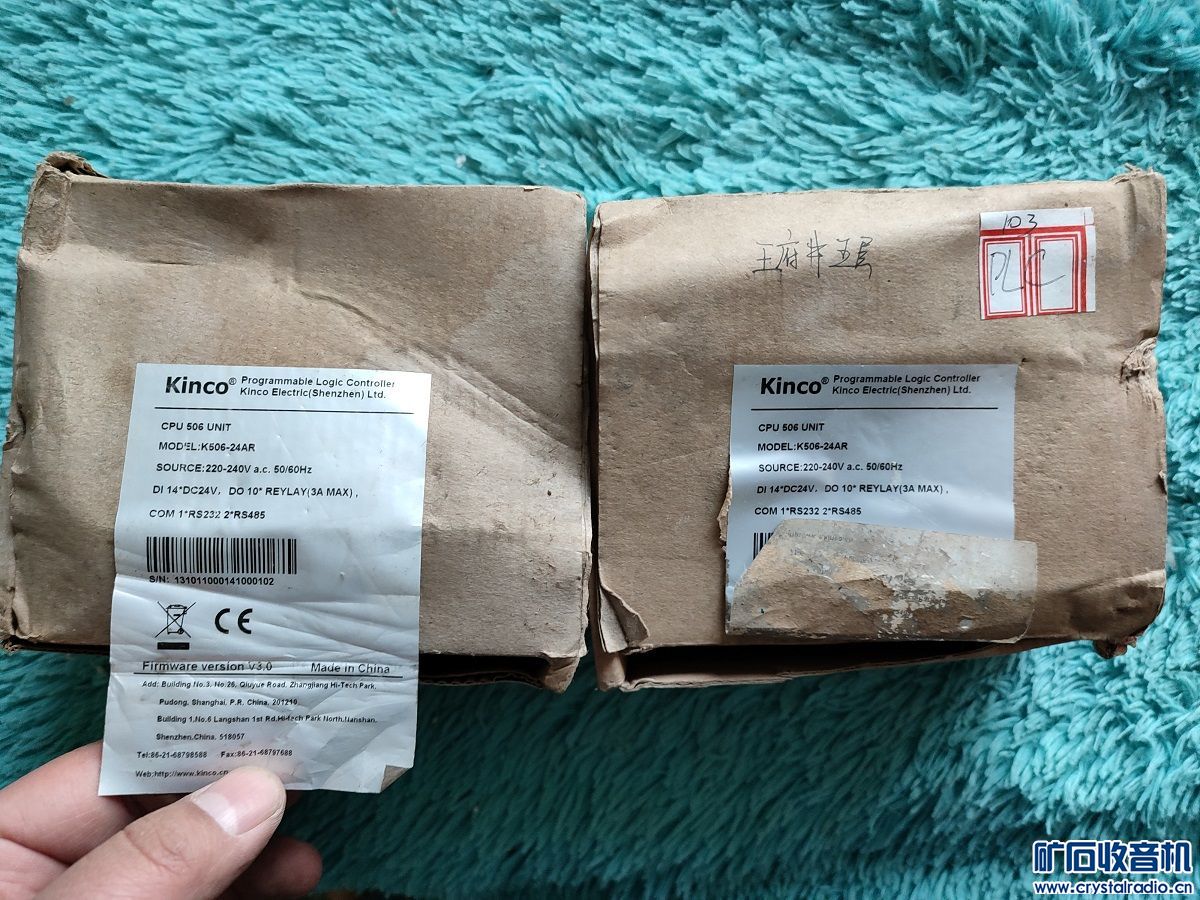 Kinco® Programmable Logic Controller
Kinco Electric(Shenzhen) Ltd.
CPU 506 UNIT
MODEL:K506-24AR
SOURCE:220-240V a.c. 50/60Hz
DI 14*DC24V, DO 10* REYLAY(3A MAX) ,
COM 1*RS232 2*RS485
S/N: 131011000141000102
CE
Firmware version V3.0 Made in China
Add: Building No.3, No.26, Qiuyue Road, Zhangjiang Hi-Tech Park,
Pudong, Shanghai, P.R. China, 201210
Building 1,No.6 Langshan 1st Rd,Hi-tech Park North,Nanshan,
Shenzhen,China, 518057
Tel:86-21-68798588 Fax:86-21-68797688
Web:http://www.kinco.cn
王府井五层
103
PLC
Kinco® Programmable Logic Controller
Kinco Electric(Shenzhen) Ltd.
CPU 506 UNIT
MODEL:K506-24AR
SOURCE:220-240V a.c. 50/60Hz
DI 14*DC24V, DO 10* REYLAY(3A MAX) ,
COM 1*RS232 2*RS485
矿石收音机
www.crystalradio.cn